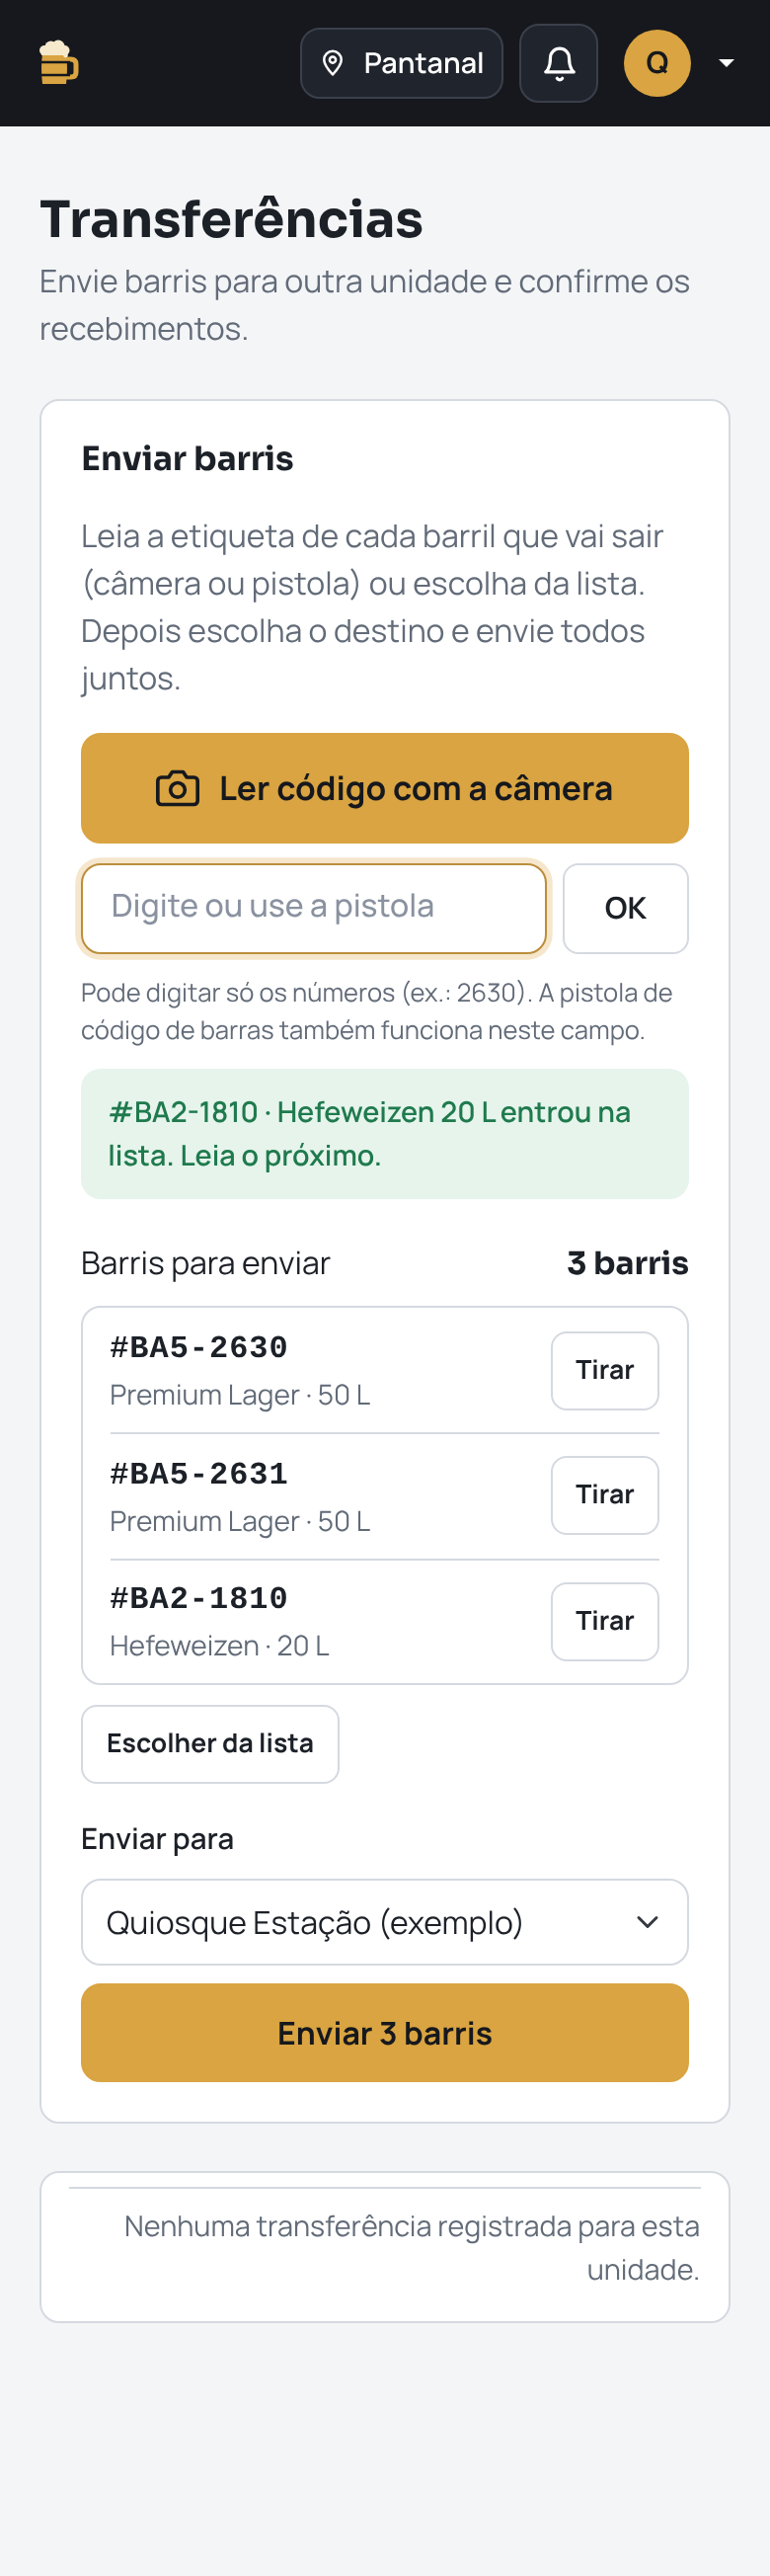 Pantanal
Q
Transferências
Envie barris para outra unidade e confirme os
recebimentos.
Enviar barris
Leia a etiqueta de cada barril que vai sair
(câmera ou pistola) ou escolha da lista.
Depois escolha o destino e envie todos
juntos.
Ler código com a câmera
Digite ou use a pistola
OK
Pode digitar só os números (ex.: 2630). A pistola de
código de barras também funciona neste campo.
#BA2-1810 · Hefeweizen 20 L entrou na
lista. Leia o próximo.
Barris para enviar 3 barris
#BA5-2630
Tirar
Premium Lager · 50 L
#BA5-2631
Tirar
Premium Lager · 50 L
#BA2-1810
Tirar
Hefeweizen · 20 L
Escolher da lista
Enviar para
Quiosque Estação (exemplo)
Enviar 3 barris
Nenhuma transferência registrada para esta
unidade.